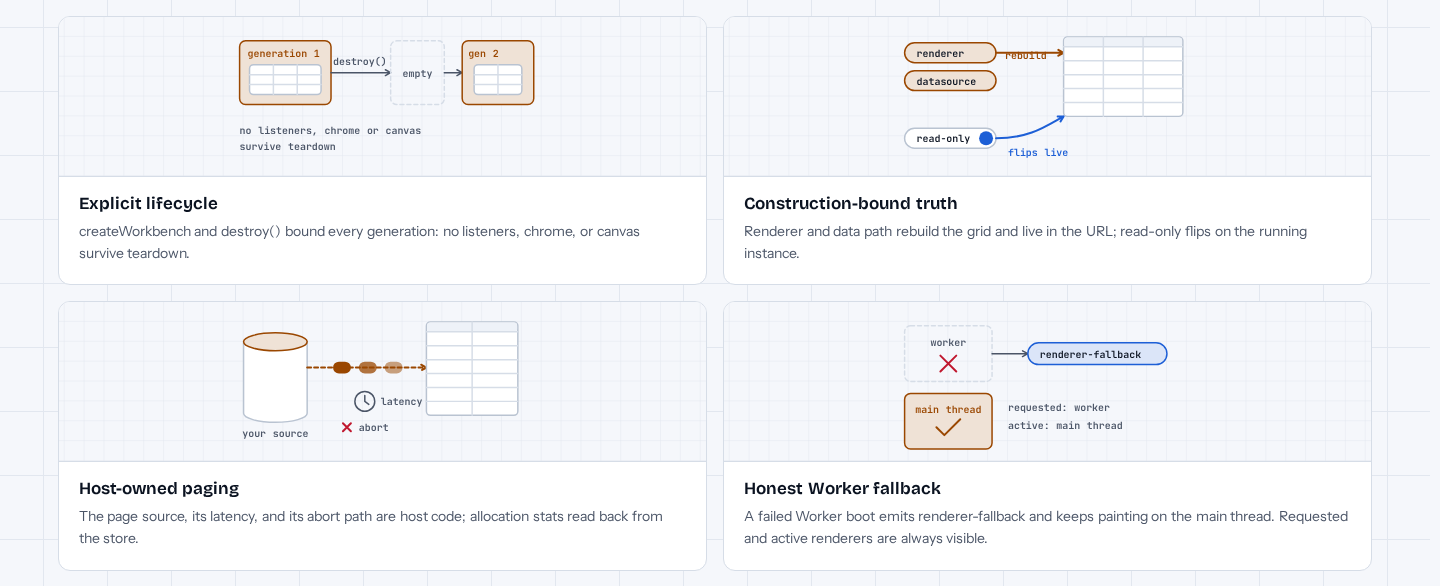 generation 1
destroy()
empty
gen 2
no listeners, chrome or canvas
survive teardown
Explicit lifecycle
createWorkbench and destroy() bound every generation: no listeners, chrome, or canvas
survive teardown.
renderer
rebuild
datasource
read-only
flips live
Construction-bound truth
Renderer and data path rebuild the grid and live in the URL; read-only flips on the running
instance.
your source
latency
abort
Host-owned paging
The page source, its latency, and its abort path are host code; allocation stats read back from
the store.
worker
renderer-fallback
main thread
requested: worker
active: main thread
Honest Worker fallback
A failed Worker boot emits renderer-fallback and keeps painting on the main thread. Requested
and active renderers are always visible.